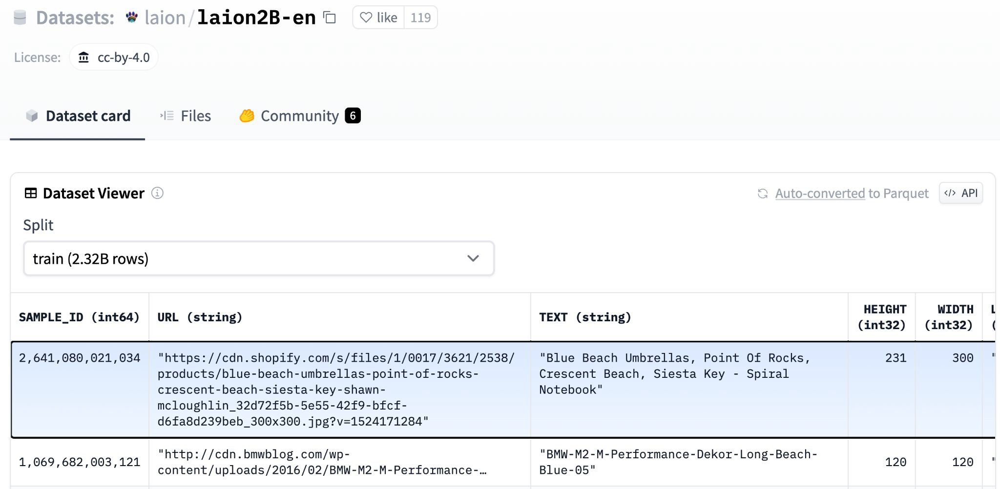 Datasets: laion/laion2B-en like 119
License: cc-by-4.0
Dataset card Files Community 6
Dataset Viewer Auto-converted to Parquet </> API
Split
train (2.32B rows)
SAMPLE_ID (int64) URL (string) TEXT (string) HEIGHT (int32) WIDTH (int32)
2,641,080,021,034
"https://cdn.shopify.com/s/files/1/0017/3621/2538/
products/blue-beach-umbrellas-point-of-rocks-
crescent-beach-siesta-key-shawn-
mcloughlin_32d72f5b-5e55-42f9-bfcf-
d6fa8d239beb_300x300.jpg?v=1524171284"
"Blue Beach Umbrellas, Point Of Rocks,
Crescent Beach, Siesta Key - Spiral
Notebook"
231
300
1,069,682,003,121
"http://cdn.bmwblog.com/wp-
content/uploads/2016/02/BMW-M2-M-Performance-…
"BMW-M2-M-Performance-Dekor-Long-Beach-
Blue-05"
120
120